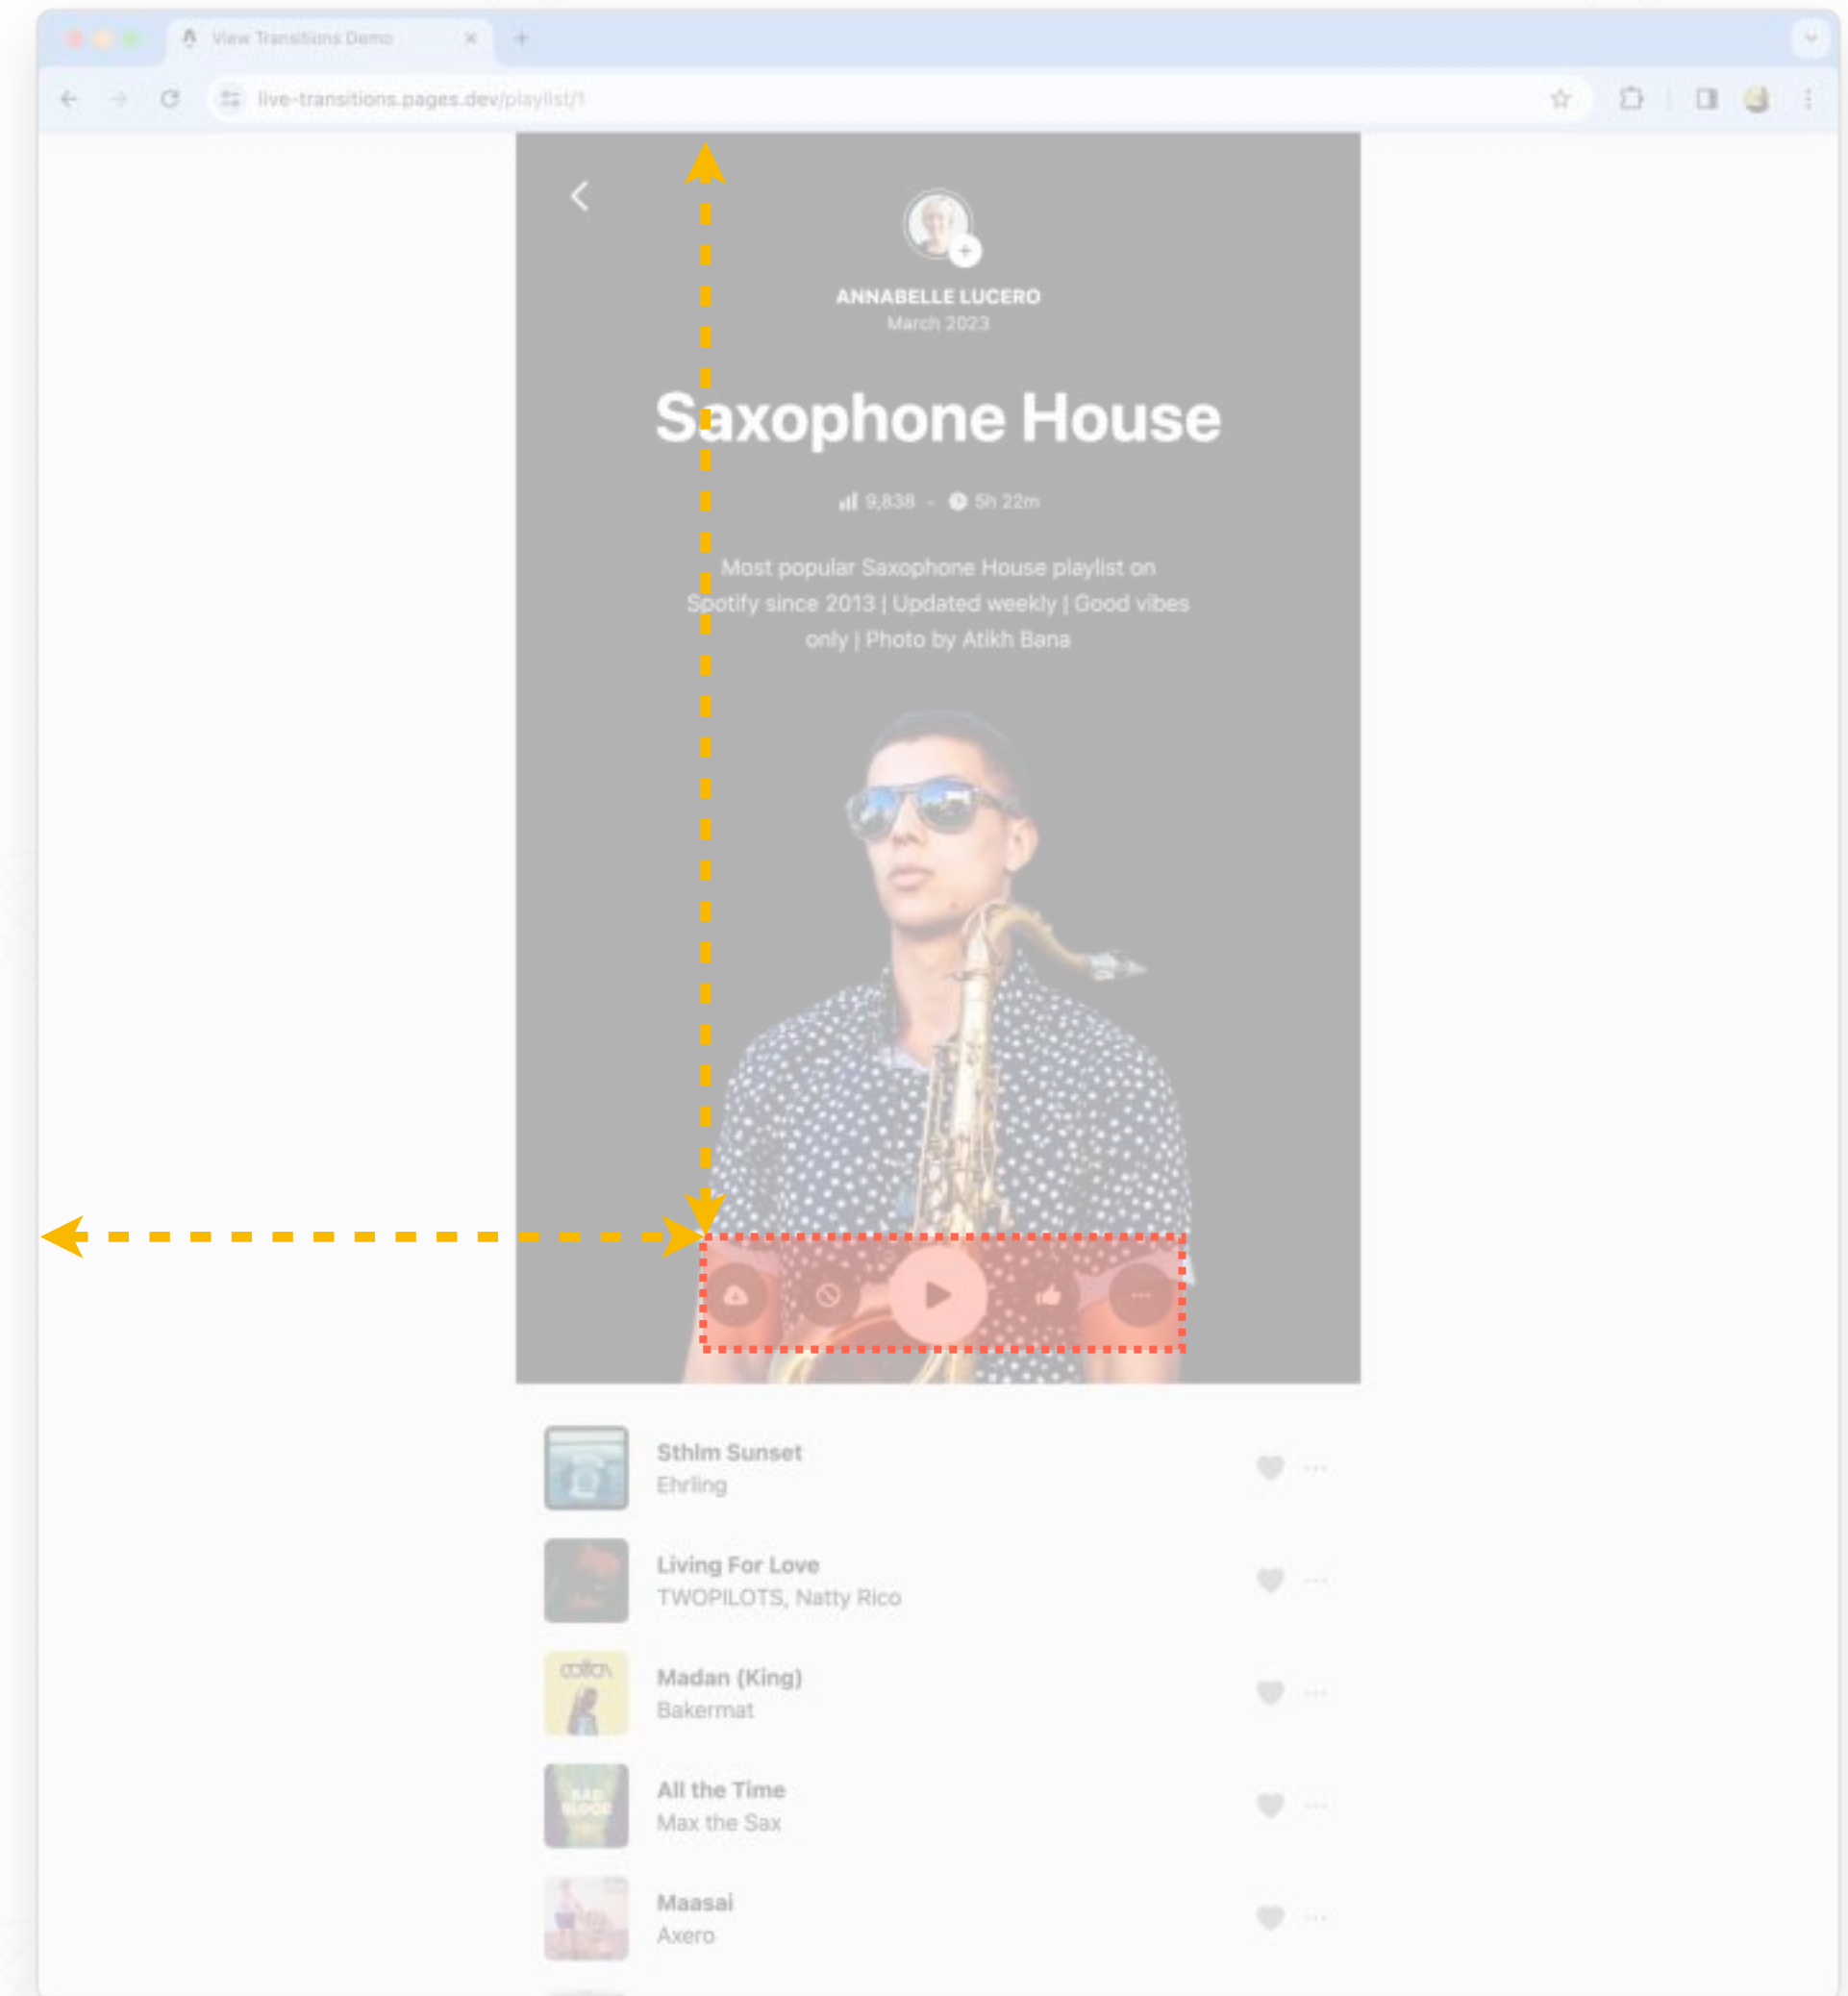 View Transitions Demo
live-transitions.pages.dev/playlist/1
ANNABELLE LUCERO
March 2023
Saxophone House
9,838 - 5h 22m
Most popular Saxophone House playlist on
Spotify since 2013 | Updated weekly | Good vibes
only | Photo by Atikh Bana
Sthlm Sunset
Ehrling
Living For Love
TWOPILOTS, Natty Rico
Madan (King)
Bakermat
All the Time
Max the Sax
BAD
BLOOD
Maasai
Axero